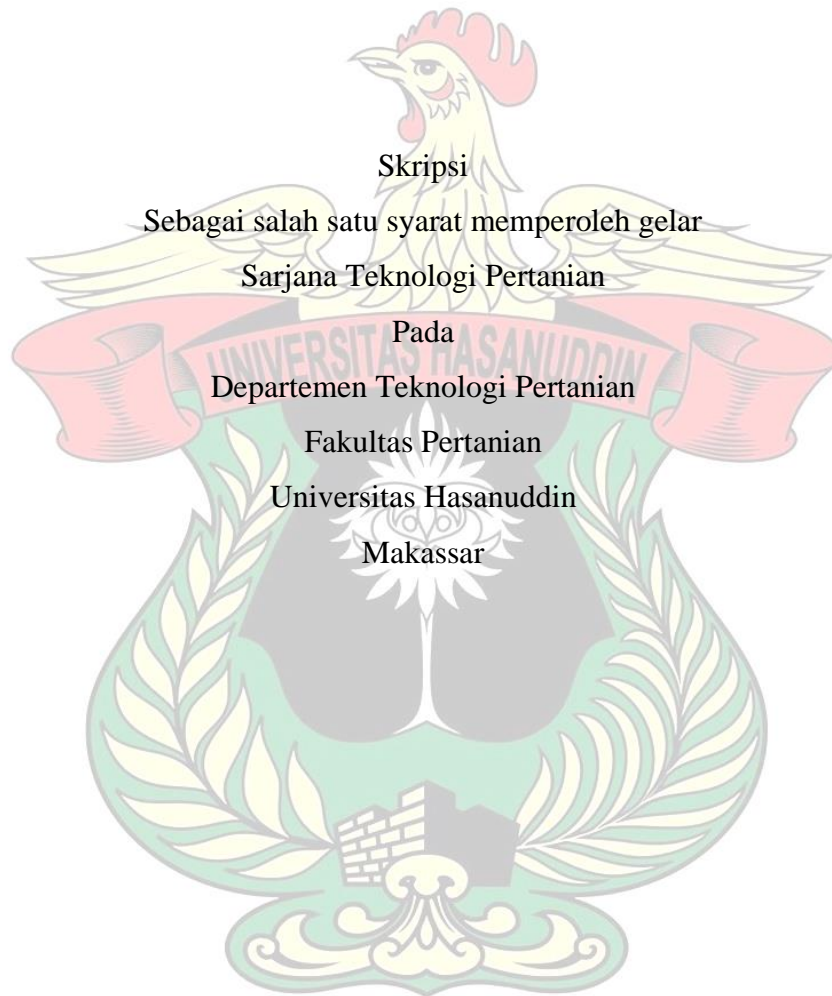 Skripsi
Sebagai salah satu syarat memperoleh gelar
Sarjana Teknologi Pertanian
Pada
UNIVERSITAS HASANUDDIN
Departemen Teknologi Pertanian
Fakultas Pertanian
Universitas Hasanuddin
Makassar